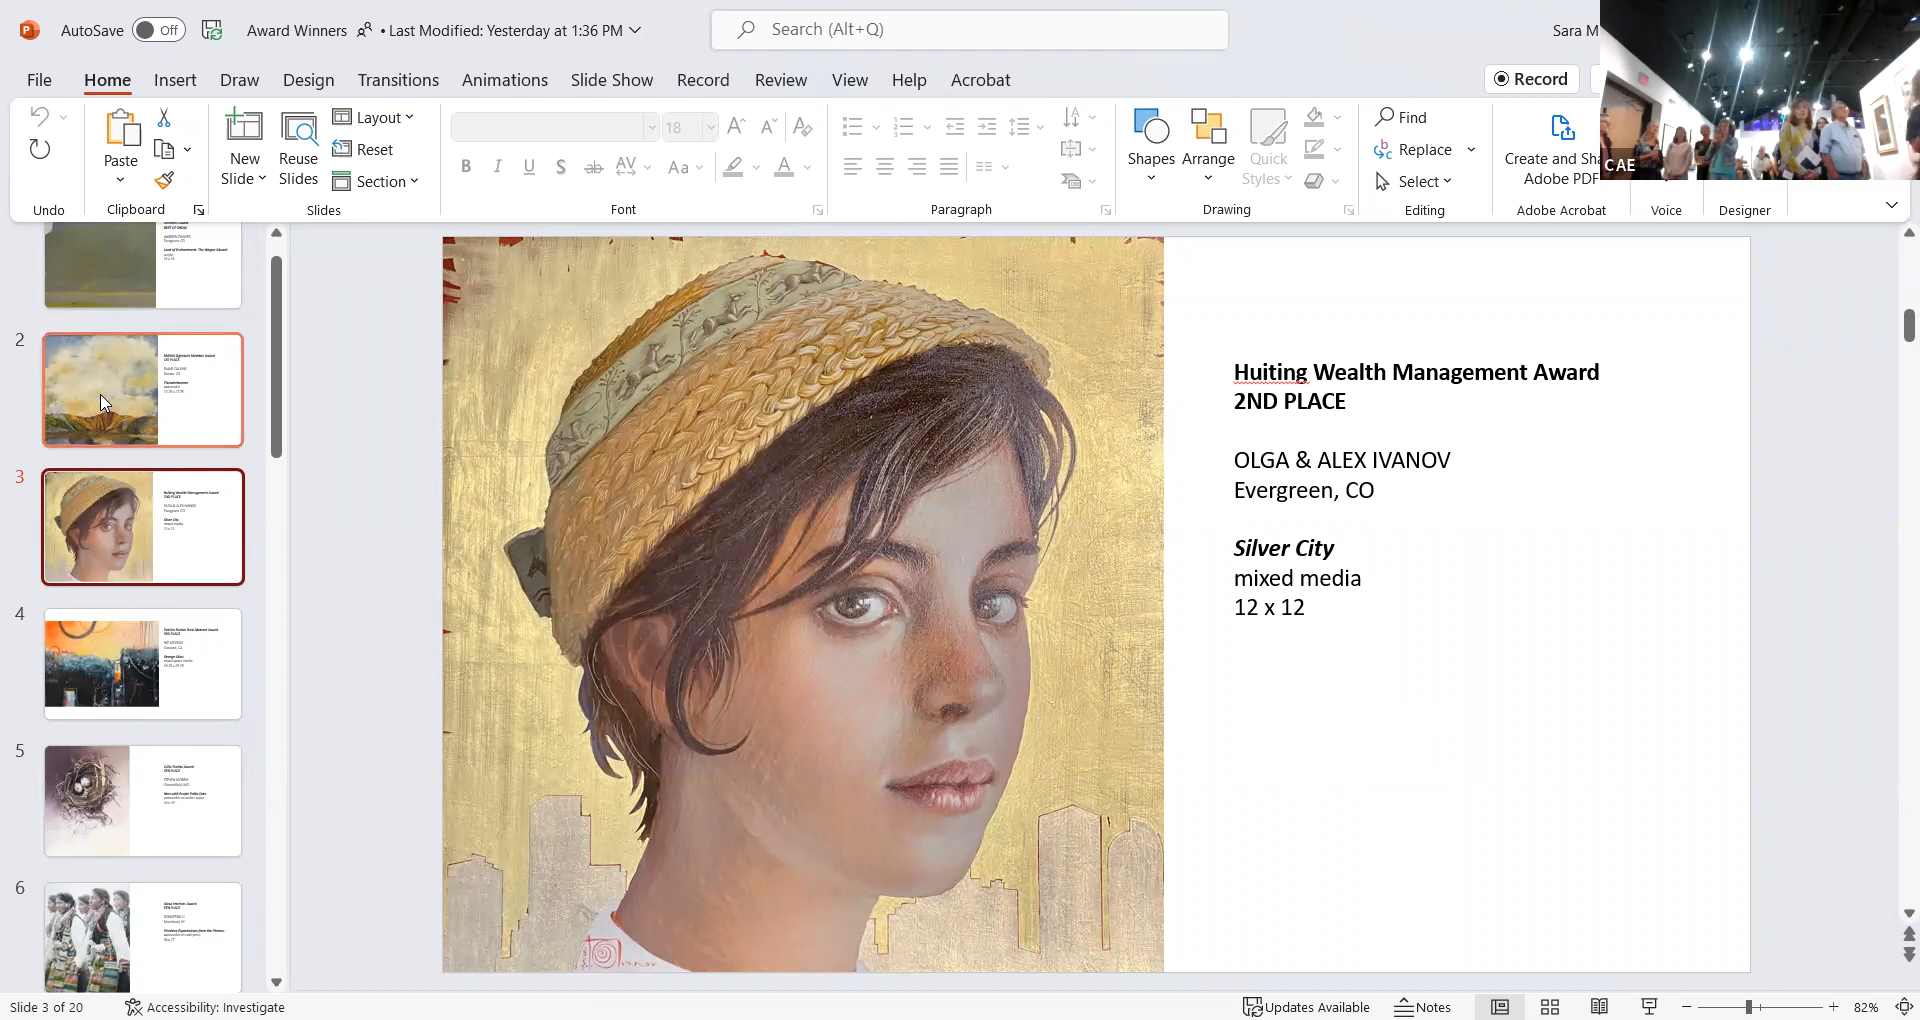 AutoSave Off Award Winners • Last Modified: Yesterday at 1:36 PM Search (Alt+Q) Sara M
File Home Insert Draw Design Transitions Animations Slide Show Record Review View Help Acrobat Record
Paste
New Slide
Reuse Slides
Layout
Reset
Section
18
Shapes
Arrange
Quick Styles
Find
Replace
Select
Create and Sha
Adobe PDF
CAE
Undo Clipboard Slides Font Paragraph Drawing Editing Adobe Acrobat Voice Designer
2
3
4
5
6
Huiting Wealth Management Award
2ND PLACE
OLGA & ALEX IVANOV
Evergreen, CO
Silver City
mixed media
12 x 12
Slide 3 of 20 Accessibility: Investigate Updates Available Notes 82%